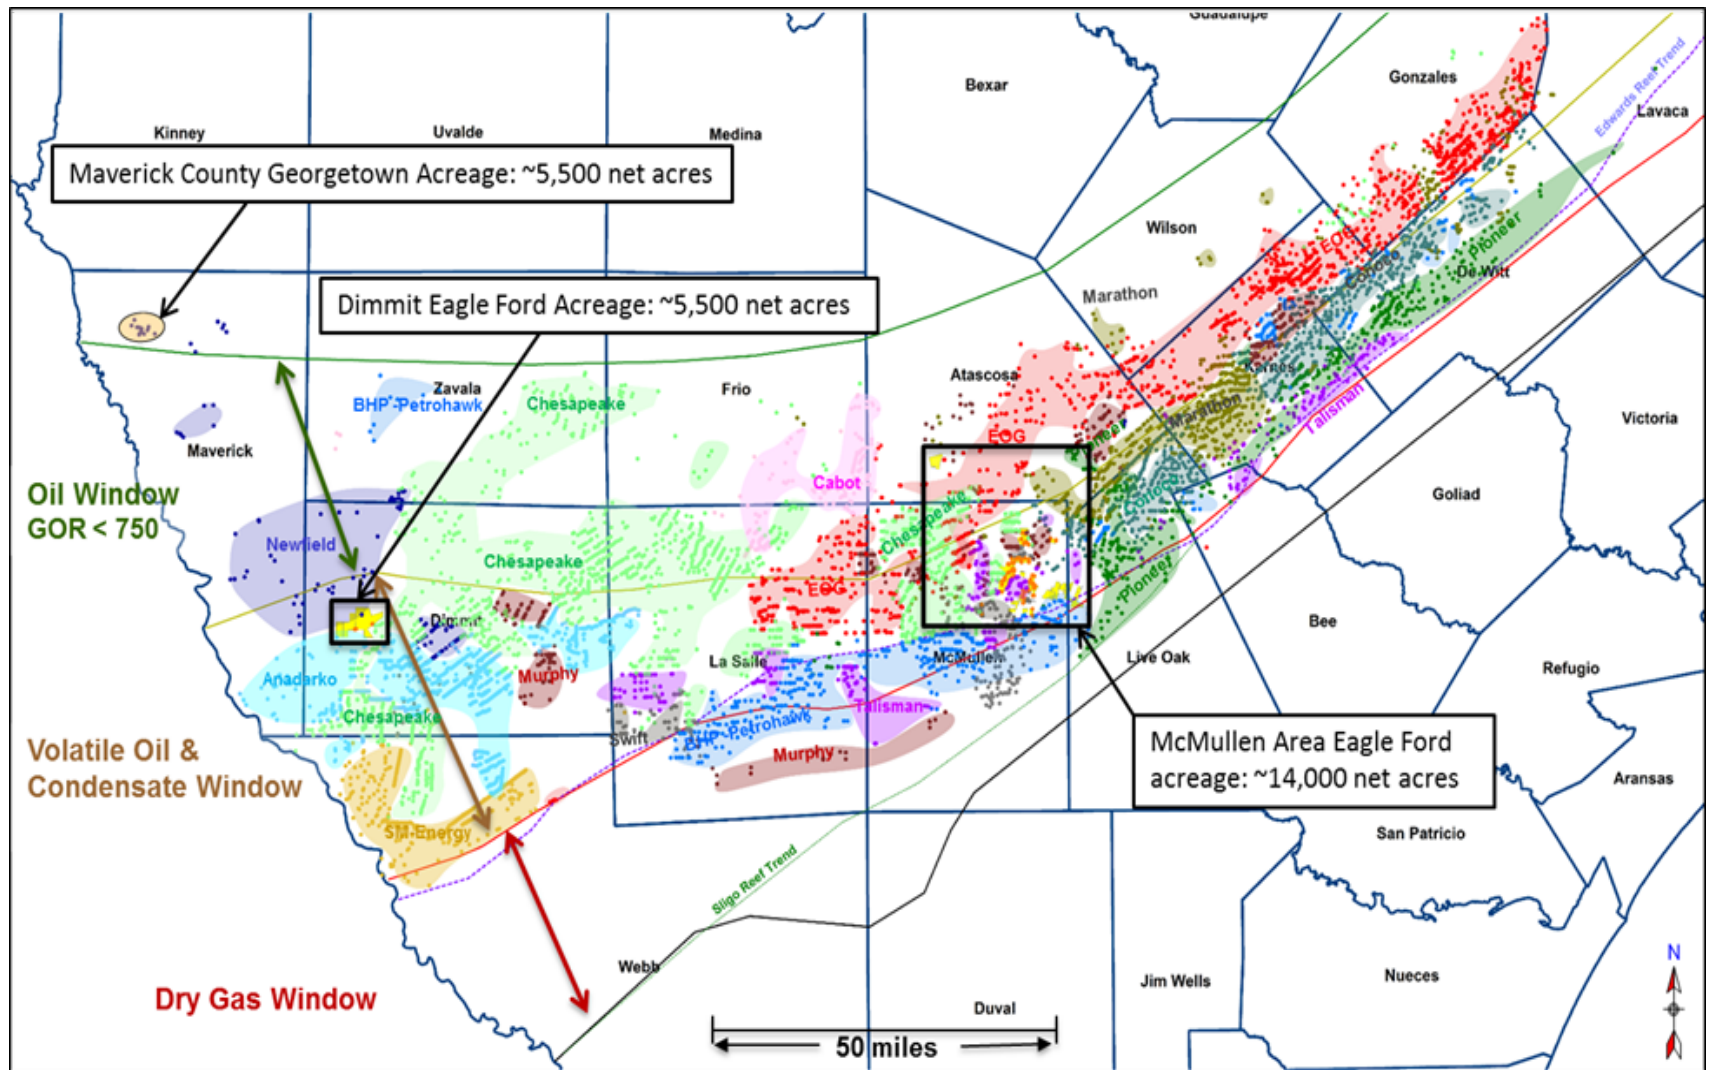 Guadalupe
Gonzales
Bexar
Edwards Reef Trend
Lavaca
Kinney
Uvalde
Medina
Maverick County Georgetown Acreage: ~5,500 net acres
Wilson
EOG
Pioneer
Conoco
De Witt
Dimmit Eagle Ford Acreage: ~5,500 net acres
Marathon
Atascosa
Karnes
Zavala
Frio
BHP-Petrohawk
Chesapeake
Marathon
Talisman
Victoria
Maverick
EOG
Pioneer
Cabot
Oil Window
GOR < 750
Goliad
Conoco
Chesapeake
Newfield
Chesapeake
EOG
Pioneer
Dimmit
Bee
La Salle
McMullen
Live Oak
Refugio
Anadarko
Murphy
Chesapeake
Talisman
Swift
BHP-Petrohawk
Murphy
Volatile Oil &
Condensate Window
McMullen Area Eagle Ford
acreage: ~14,000 net acres
Aransas
SM Energy
San Patricio
Sligo Reef Trend
Webb
N
Dry Gas Window
Jim Wells
Nueces
Duval
50 miles